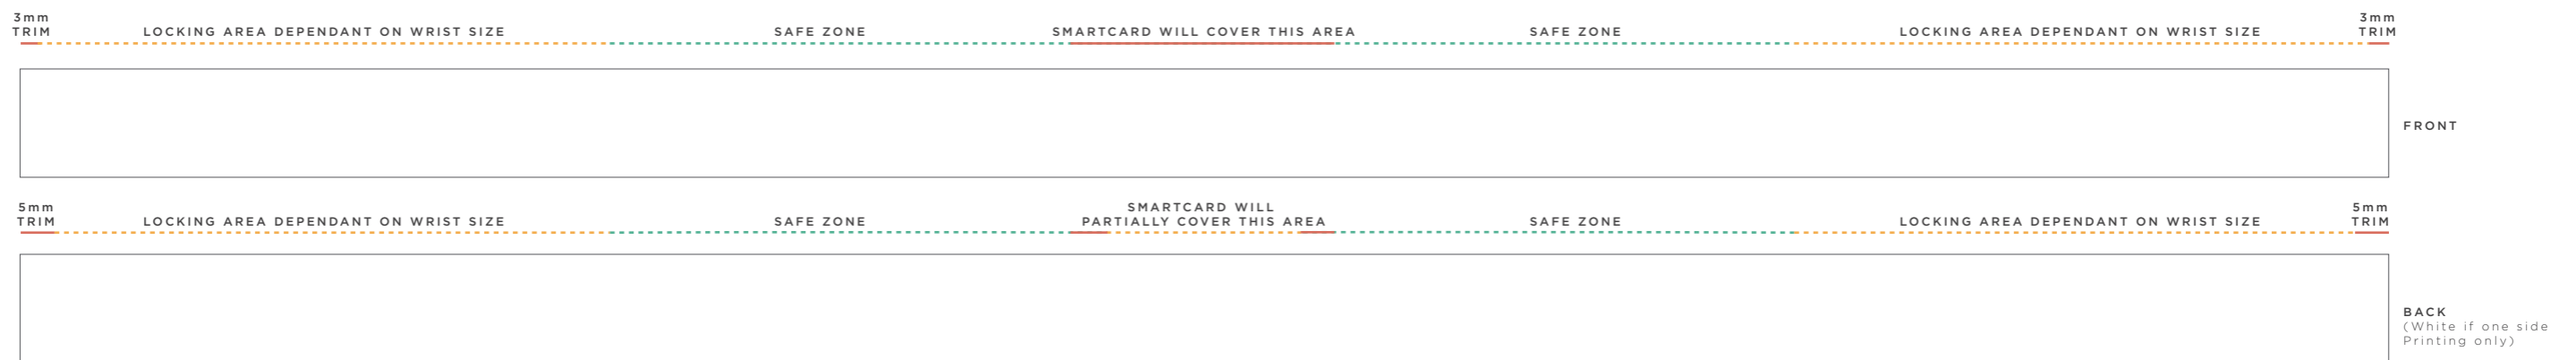 3mm
TRIM
LOCKING AREA DEPENDANT ON WRIST SIZE
SAFE ZONE
SMARTCARD WILL COVER THIS AREA
SAFE ZONE
LOCKING AREA DEPENDANT ON WRIST SIZE
3mm
TRIM
FRONT
5mm
TRIM
LOCKING AREA DEPENDANT ON WRIST SIZE
SAFE ZONE
SMARTCARD WILL
PARTIALLY COVER THIS AREA
SAFE ZONE
LOCKING AREA DEPENDANT ON WRIST SIZE
5mm
TRIM
BACK
(White if one side
Printing only)